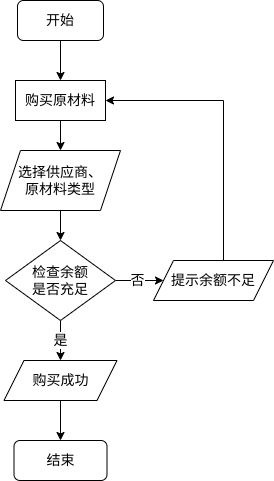 开始
购买原材料
选择供应商、
原材料类型
检查余额
是否充足
否
提示余额不足
是
购买成功
结束